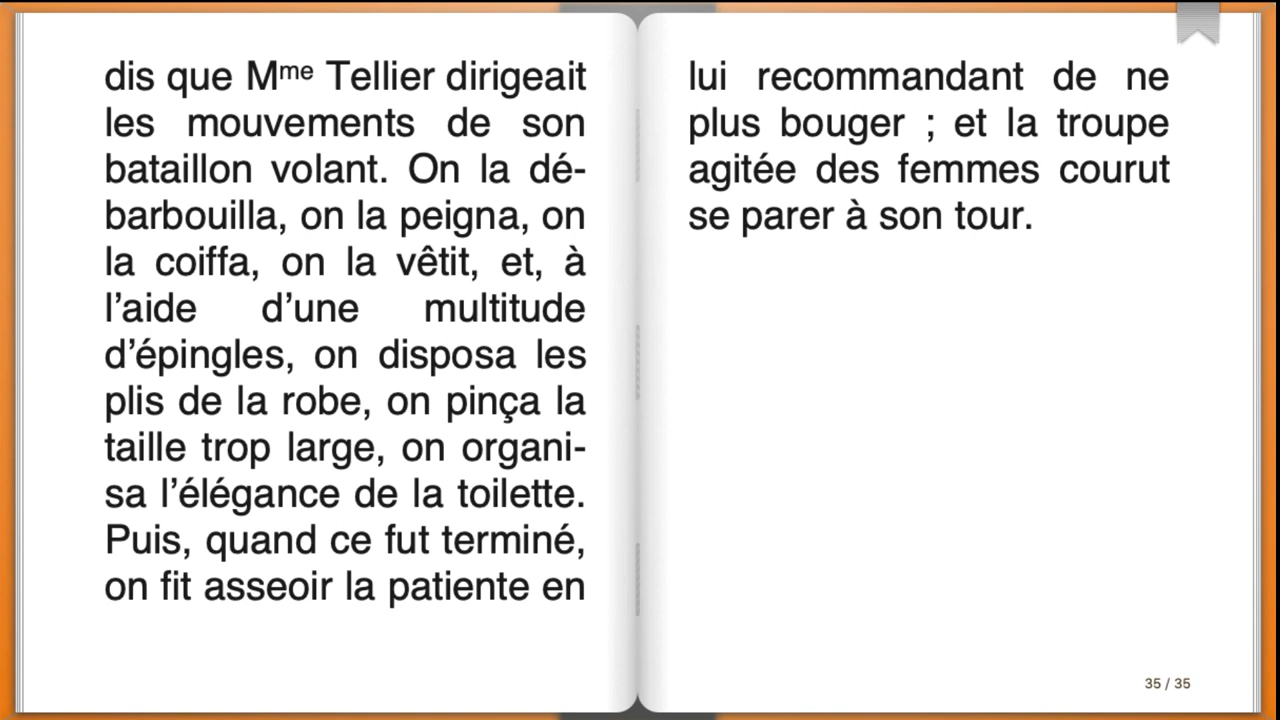 dis que Mme Tellier dirigeait
les mouvements de son
bataillon volant. On la dé-
barbouilla, on la peigna, on
la coiffa, on la vêtit, et, à
l’aide d’une multitude
d’épingles, on disposa les
plis de la robe, on pinça la
taille trop large, on organi-
sa l’élégance de la toilette.
Puis, quand ce fut terminé,
on fit asseoir la patiente en
lui recommandant de ne
plus bouger ; et la troupe
agitée des femmes courut
se parer à son tour.
35 / 35